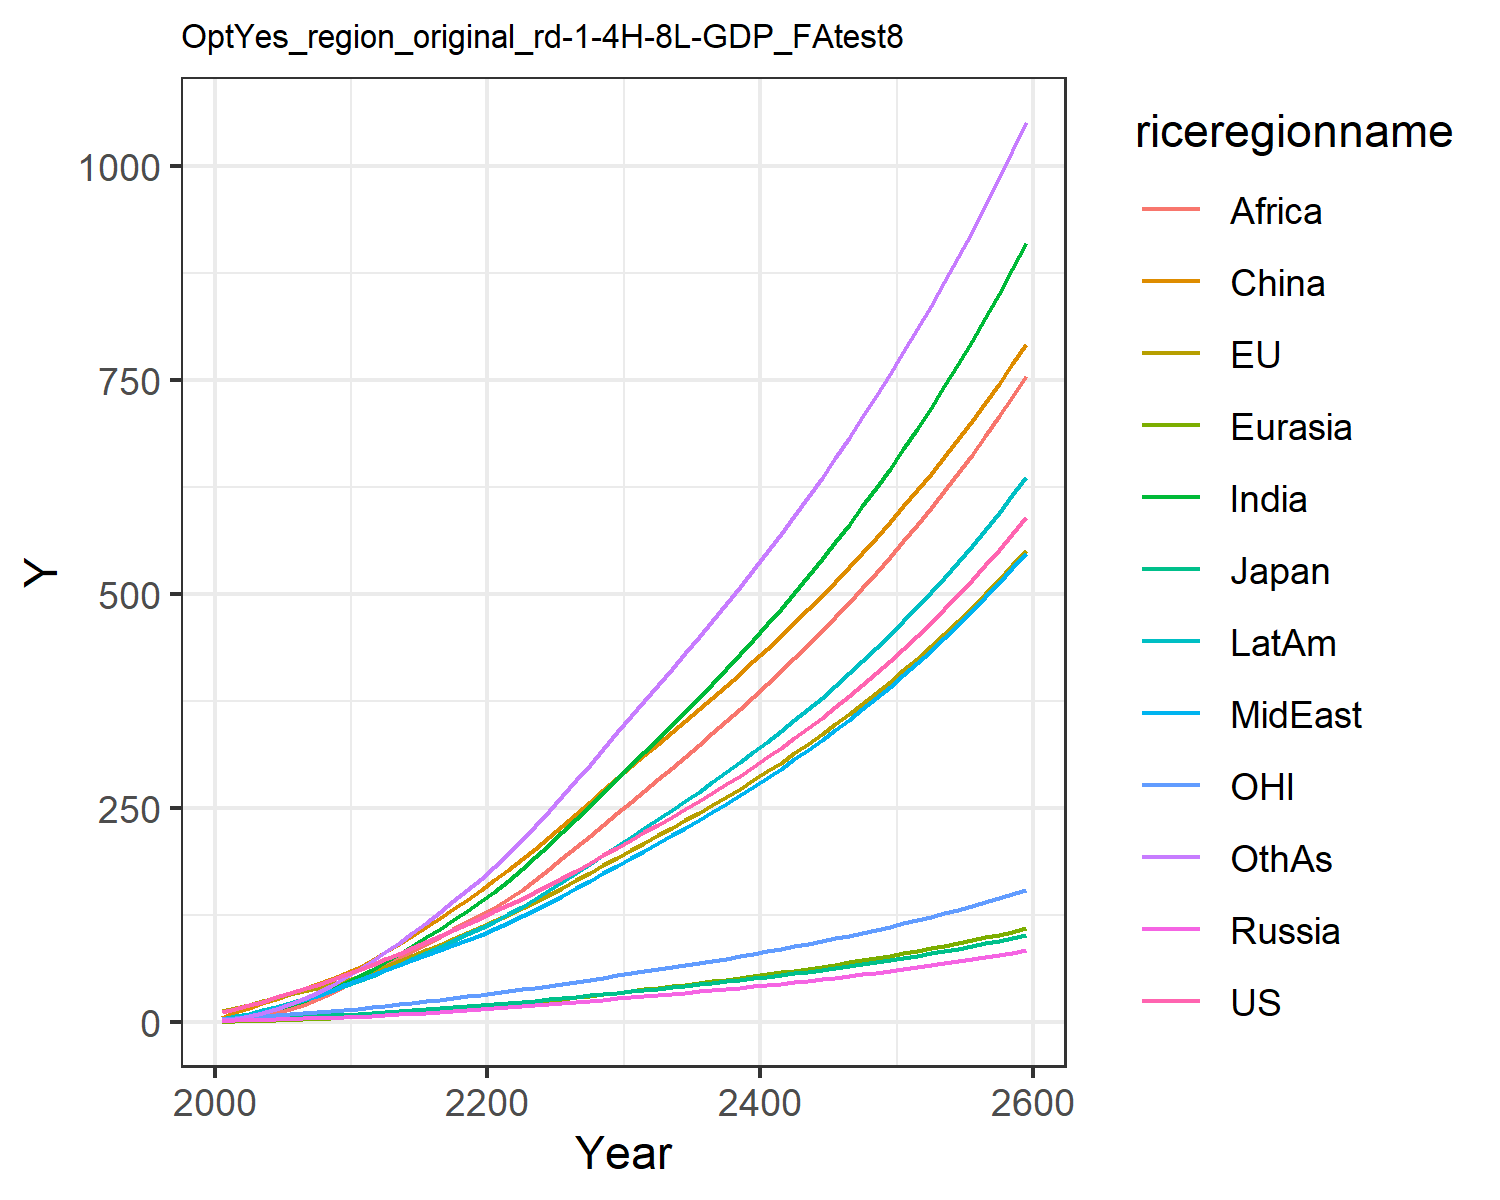 OptYes_region_original_rd-1-4H-8L-GDP_FAtest8
1000
750
500
250
0
Y
2000 2200 2400 2600
Year
riceregionname
Africa
China
EU
Eurasia
India
Japan
LatAm
MidEast
OHI
OthAs
Russia
US